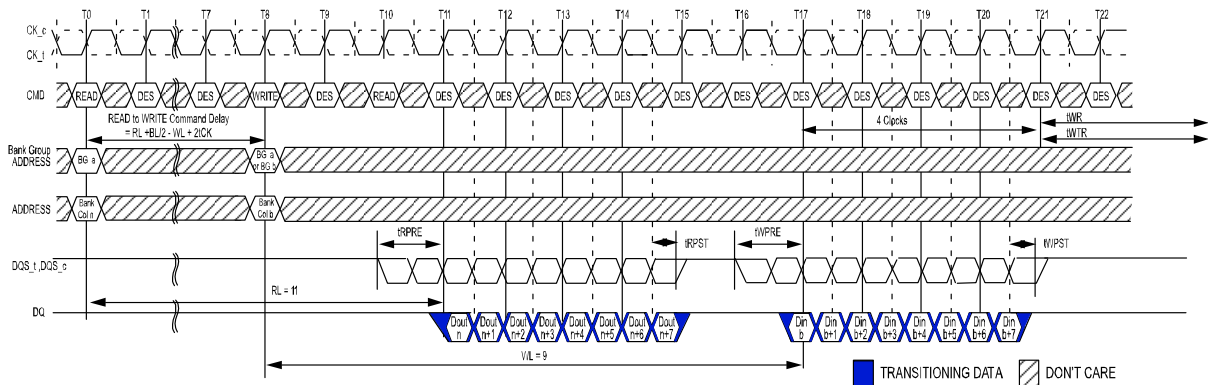 T0 T1 T7 T8 T9 T10 T11 T12 T13 T14 T15 T16 T17 T18 T19 T20 T21 T22
CK_c
CK_t
CMD READ DES DES WRITE DES READ DES DES DES DES DES DES DES DES DES DES DES DES
READ to WRITE Command Delay
= RL +BL/2 - WL + 2tCK
4 Clocks
tWR
tWTR
Bank Group
ADDRESS
BG a
BG a
or BG b
ADDRESS
Bank
Col n
Bank
Col b
tRPRE tRPST tWPRE tWPST
DQS_t ,DQS_c
RL = 11
DQ
Dout
n
Dout
n+1
Dout
n+2
Dout
n+3
Dout
n+4
Dout
n+5
Dout
n+6
Dout
n+7
Din
b
Din
b+1
Din
b+2
Din
b+3
Din
b+4
Din
b+5
Din
b+6
Din
b+7
WL = 9
TRANSITIONING DATA
DON'T CARE